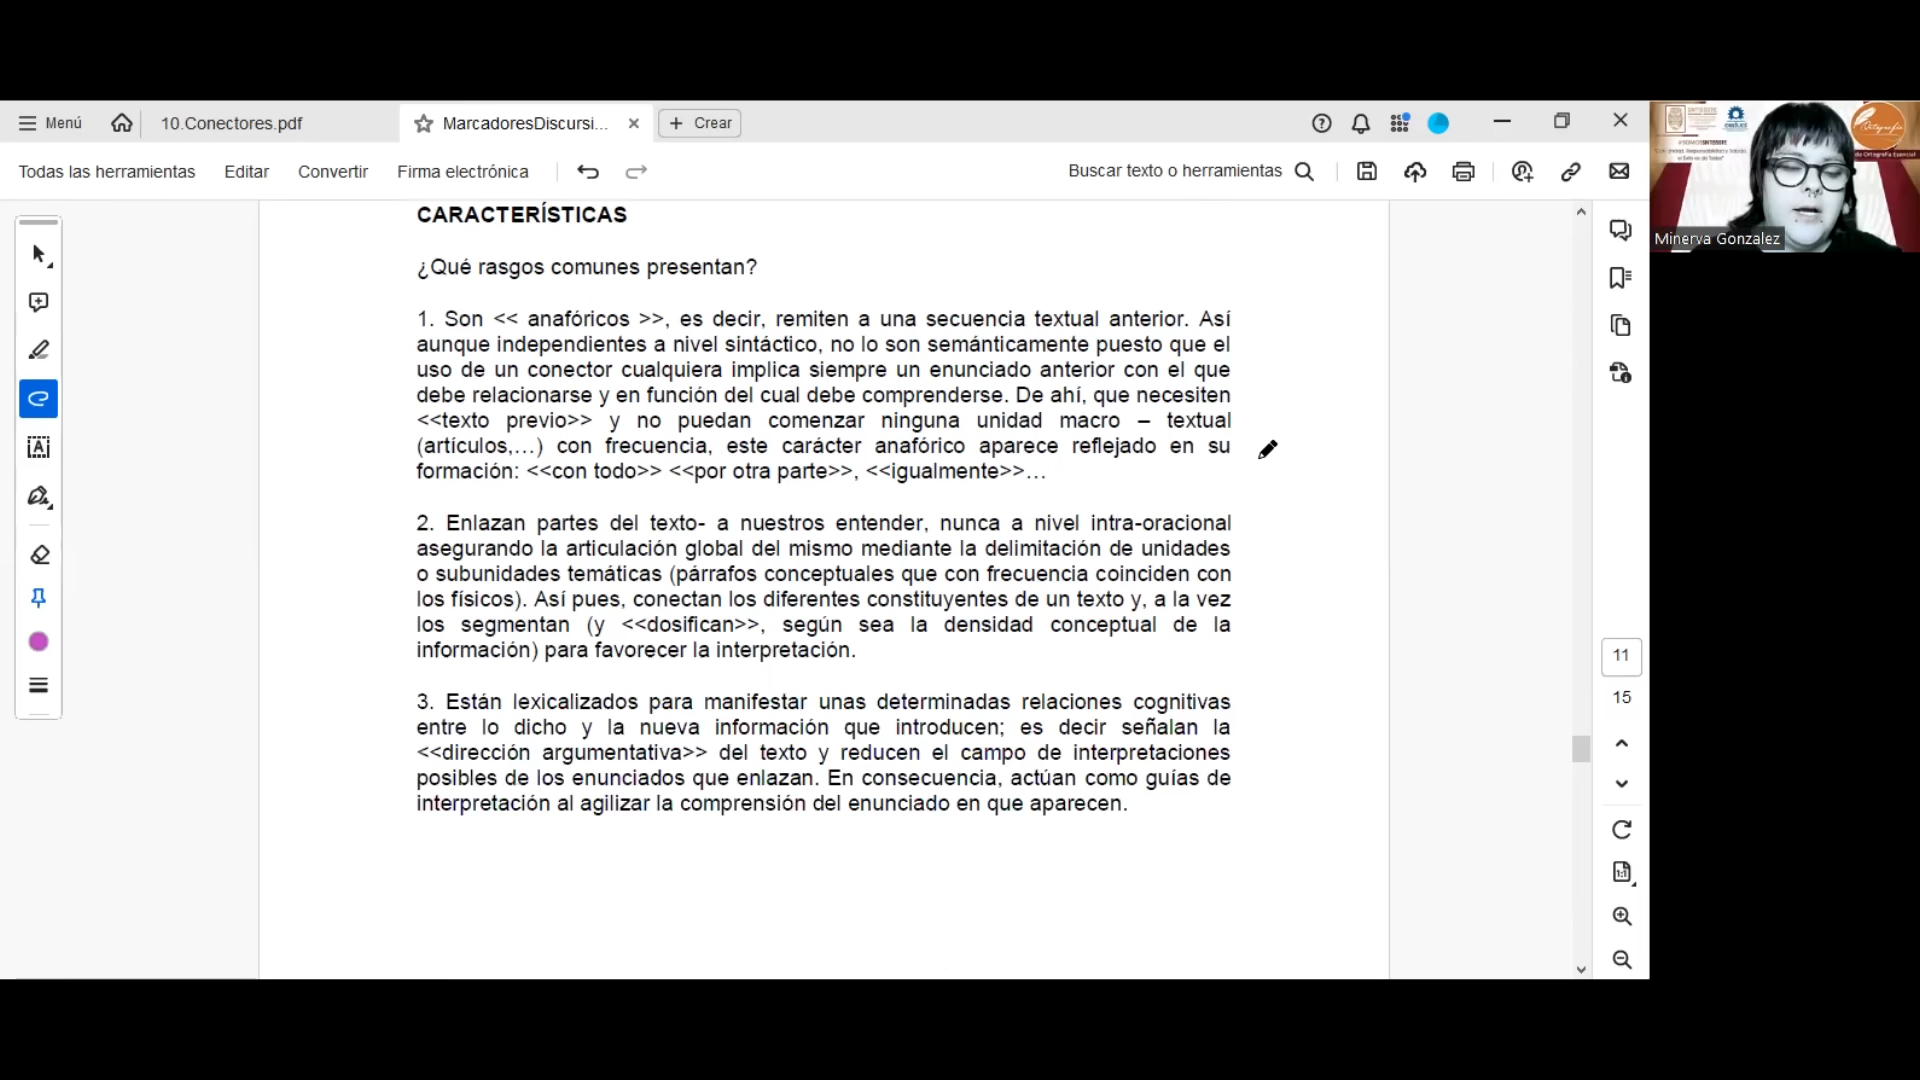 Menú
10.Conectores.pdf
MarcadoresDiscursi...
Crear
Todas las herramientas
Editar
Convertir
Firma electrónica
Buscar texto o herramientas
CARACTERÍSTICAS
¿Qué rasgos comunes presentan?
1. Son << anafóricos >>, es decir, remiten a una secuencia textual anterior. Así
aunque independientes a nivel sintáctico, no lo son semánticamente puesto que el
uso de un conector cualquiera implica siempre un enunciado anterior con el que
debe relacionarse y en función del cual debe comprenderse. De ahí, que necesiten
<<texto previo>> y no puedan comenzar ninguna unidad macro – textual
(artículos,…) con frecuencia, este carácter anafórico aparece reflejado en su
formación: <<con todo>> <<por otra parte>>, <<igualmente>>…
2. Enlazan partes del texto- a nuestros entender, nunca a nivel intra-oracional
asegurando la articulación global del mismo mediante la delimitación de unidades
o subunidades temáticas (párrafos conceptuales que con frecuencia coinciden con
los físicos). Así pues, conectan los diferentes constituyentes de un texto y, a la vez
los segmentan (y <<dosifican>>, según sea la densidad conceptual de la
información) para favorecer la interpretación.
3. Están lexicalizados para manifestar unas determinadas relaciones cognitivas
entre lo dicho y la nueva información que introducen; es decir señalan la
<<dirección argumentativa>> del texto y reducen el campo de interpretaciones
posibles de los enunciados que enlazan. En consecuencia, actúan como guías de
interpretación al agilizar la comprensión del enunciado en que aparecen.
11
15
Minerva Gonzalez